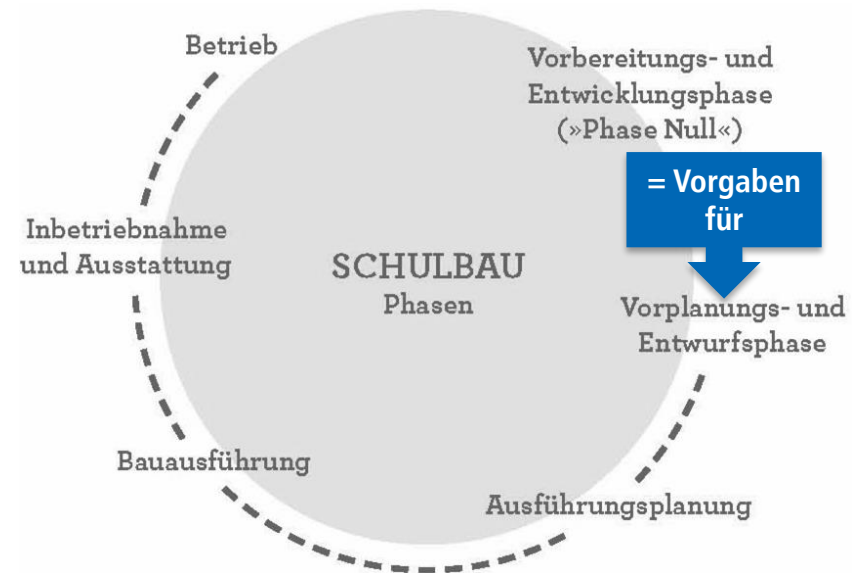 Betrieb
Vorbereitungs- und
Entwicklungsphase
(»Phase Null«)
= Vorgaben
für
Inbetriebnahme
und Ausstattung
SCHULBAU
Phasen
Vorplanungs- und
Entwurfsphase
Bauausführung
Ausführungsplanung